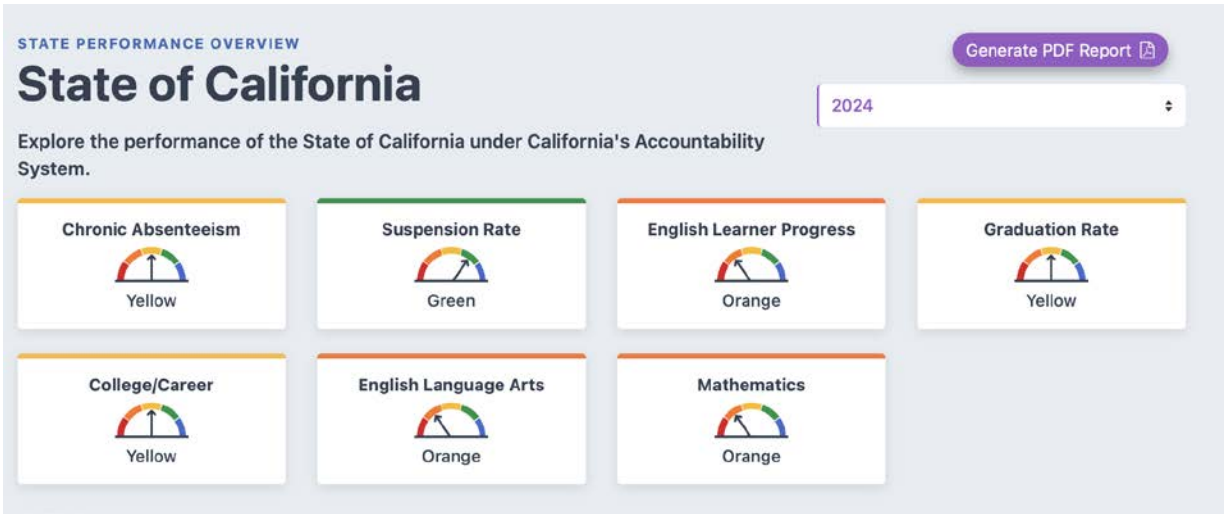 STATE PERFORMANCE OVERVIEW
State of California
Generate PDF Report
2024
Explore the performance of the State of California under California's Accountability
System.
Chronic Absenteeism
Yellow
Suspension Rate
Green
English Learner Progress
Orange
Graduation Rate
Yellow
College/Career
Yellow
English Language Arts
Orange
Mathematics
Orange